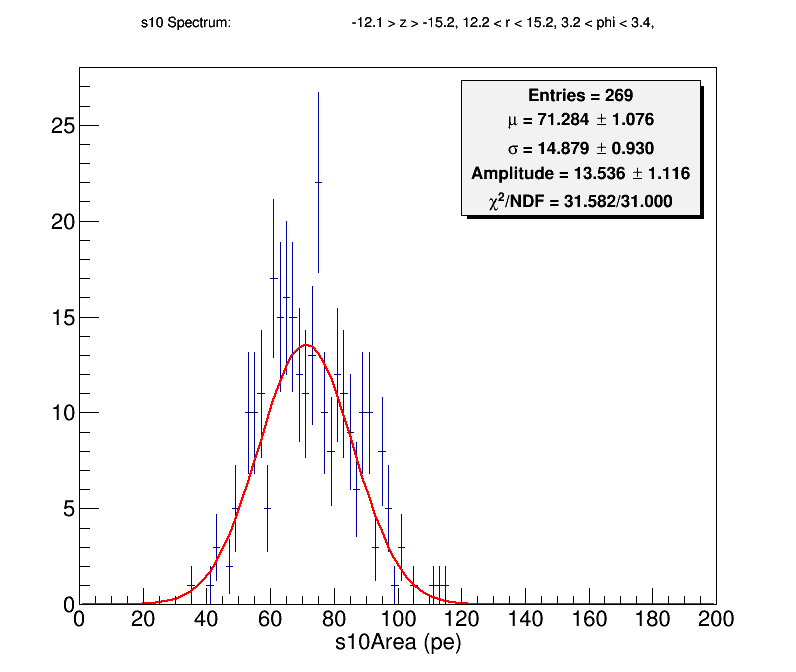 s10 Spectrum: -12.1 > z > -15.2, 12.2 < r < 15.2, 3.2 < phi < 3.4,
Entries = 269
μ = 71.284 ± 1.076
σ = 14.879 ± 0.930
Amplitude = 13.536 ± 1.116
χ²/NDF = 31.582/31.000
25
20
15
10
5
0
0 20 40 60 80 100 120 140 160 180 200
s10Area (pe)